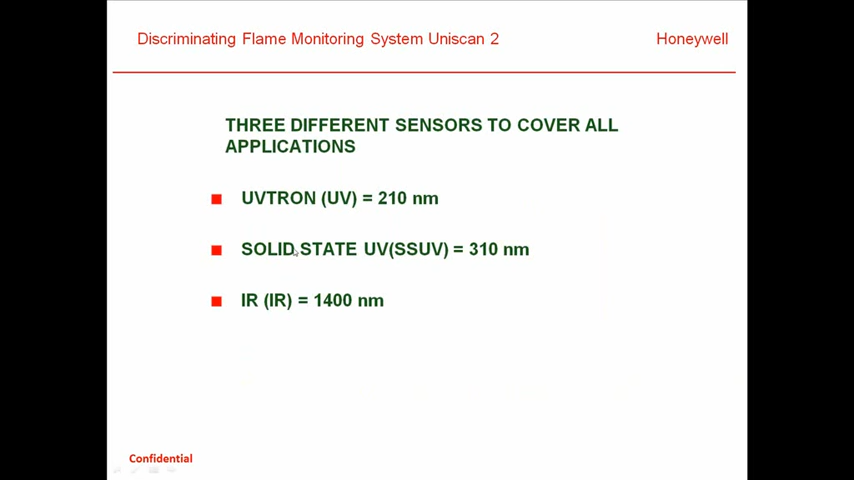 Discriminating Flame Monitoring System Uniscan 2 Honeywell
THREE DIFFERENT SENSORS TO COVER ALL
APPLICATIONS
UVTRON (UV) = 210 nm
SOLID STATE UV(SSUV) = 310 nm
IR (IR) = 1400 nm
Confidential